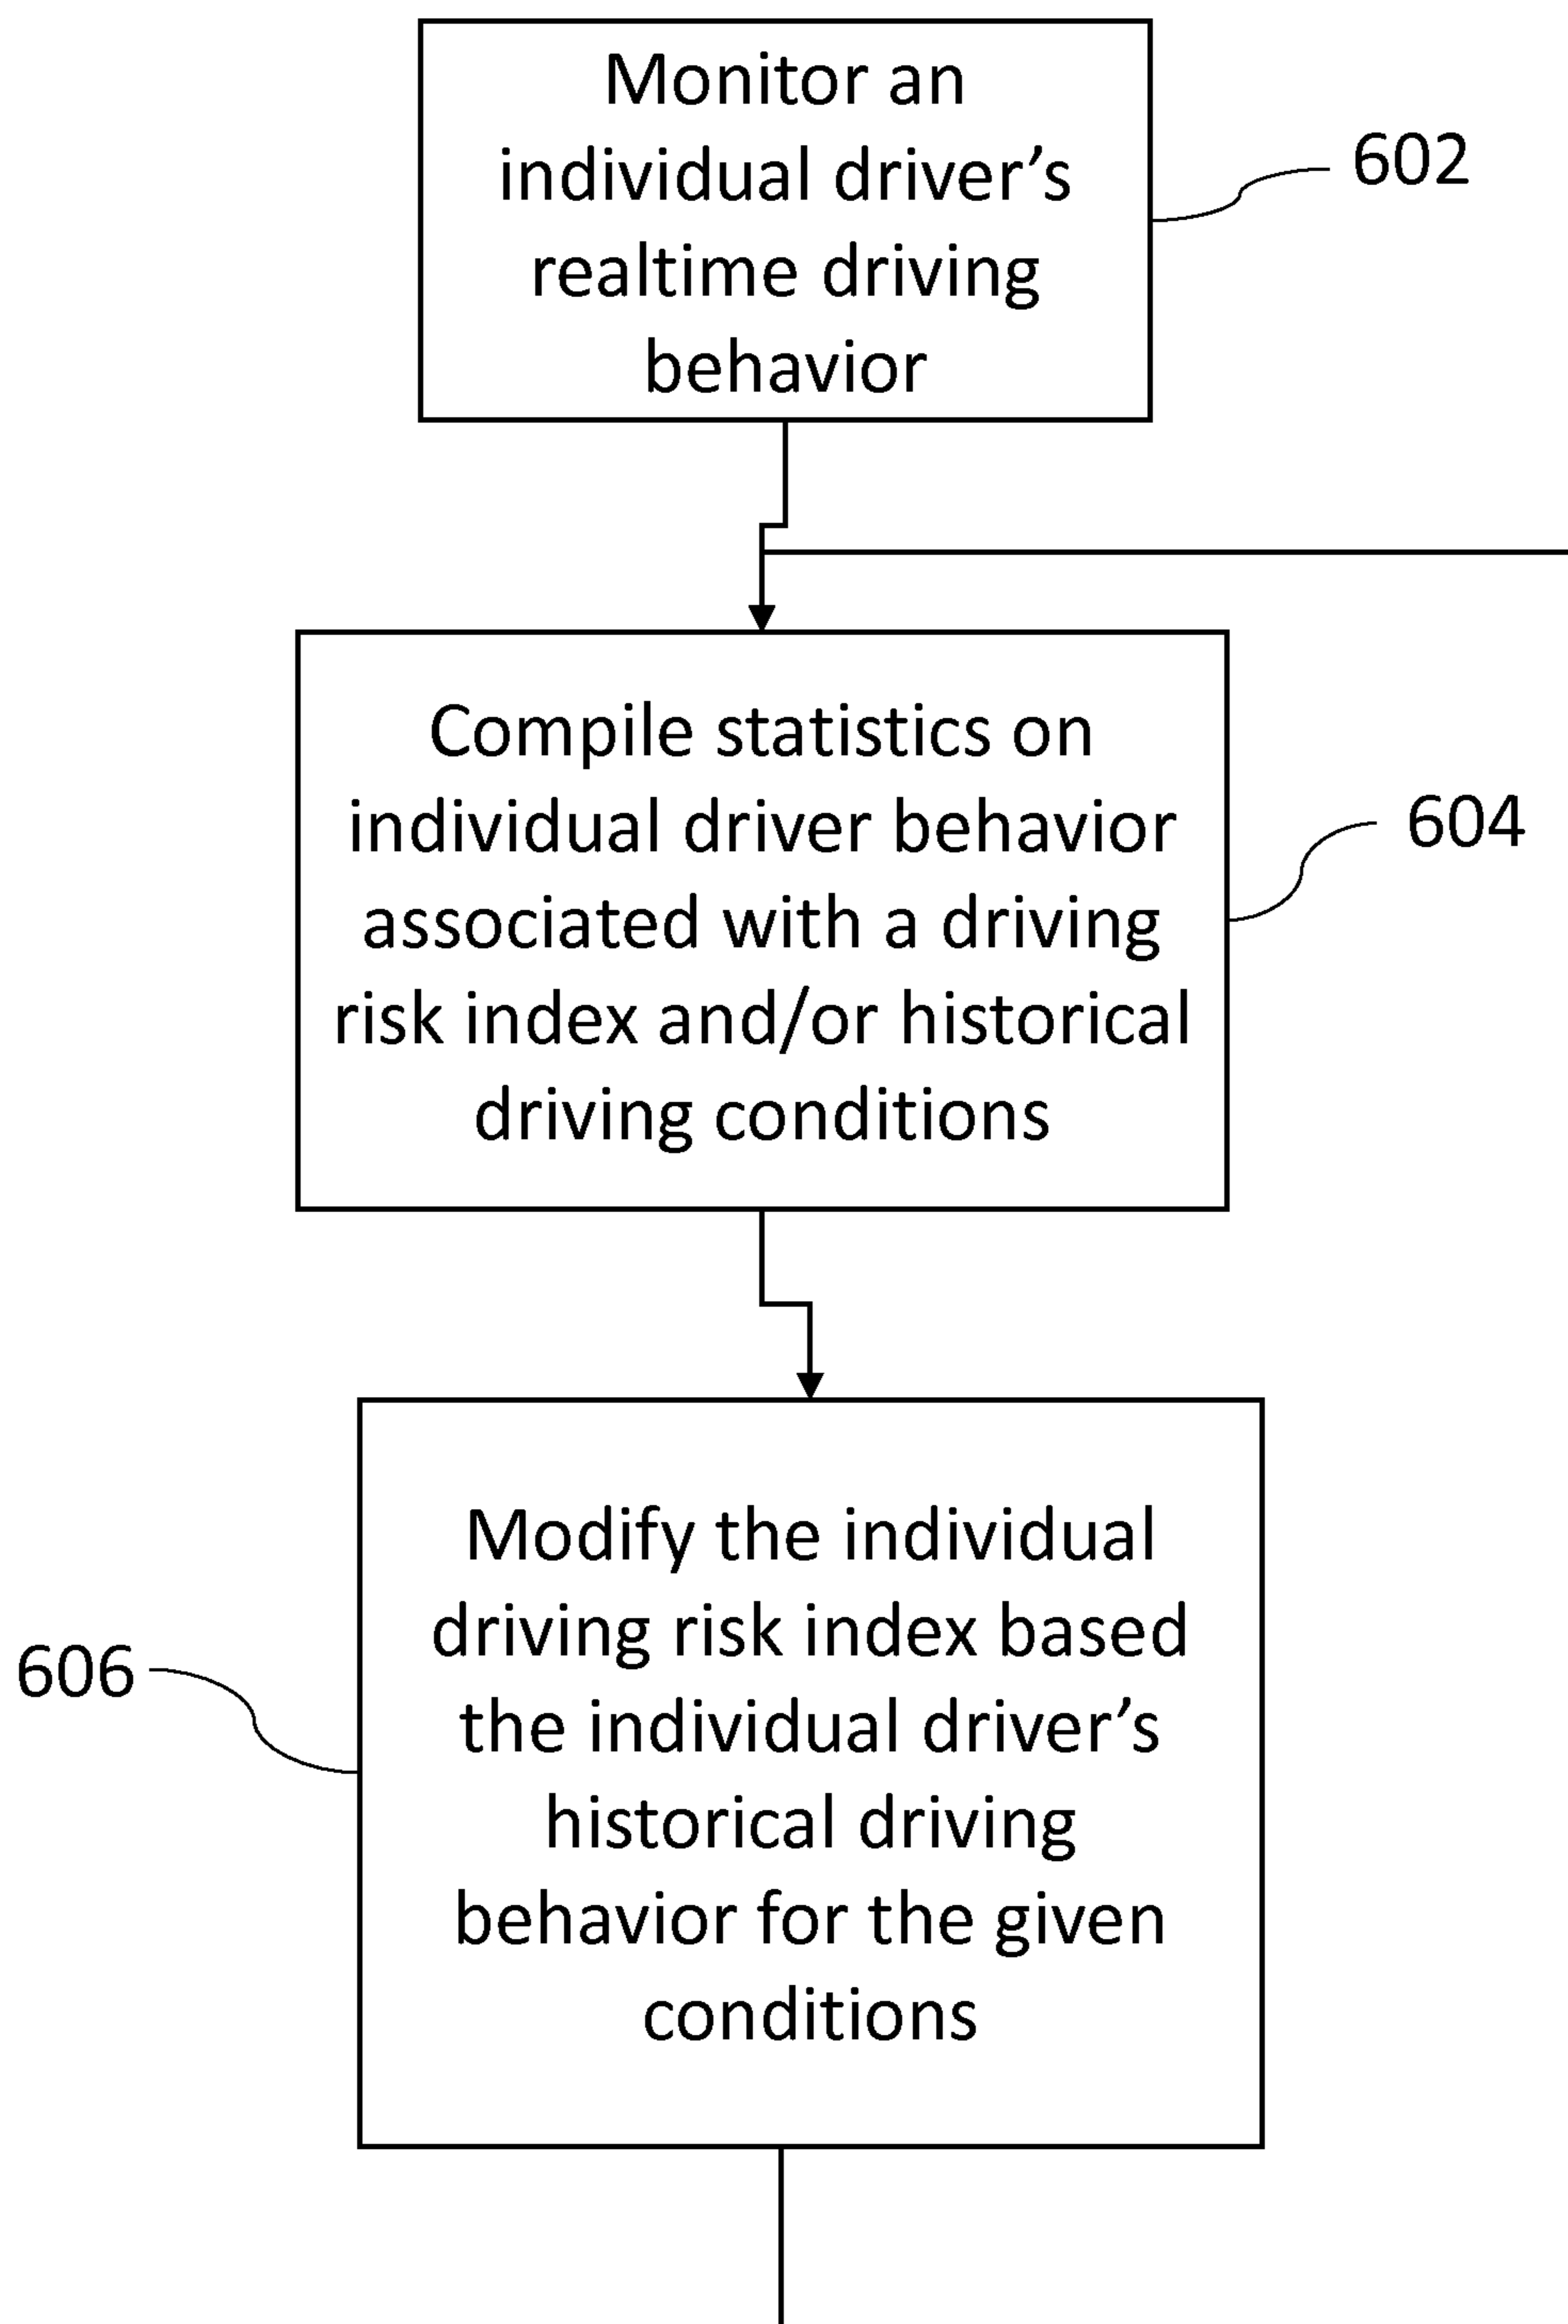 Monitor an
individual driver’s
realtime driving
behavior
602
Compile statistics on
individual driver behavior
associated with a driving
risk index and/or historical
driving conditions
604
Modify the individual
driving risk index based
the individual driver’s
historical driving
behavior for the given
conditions
606